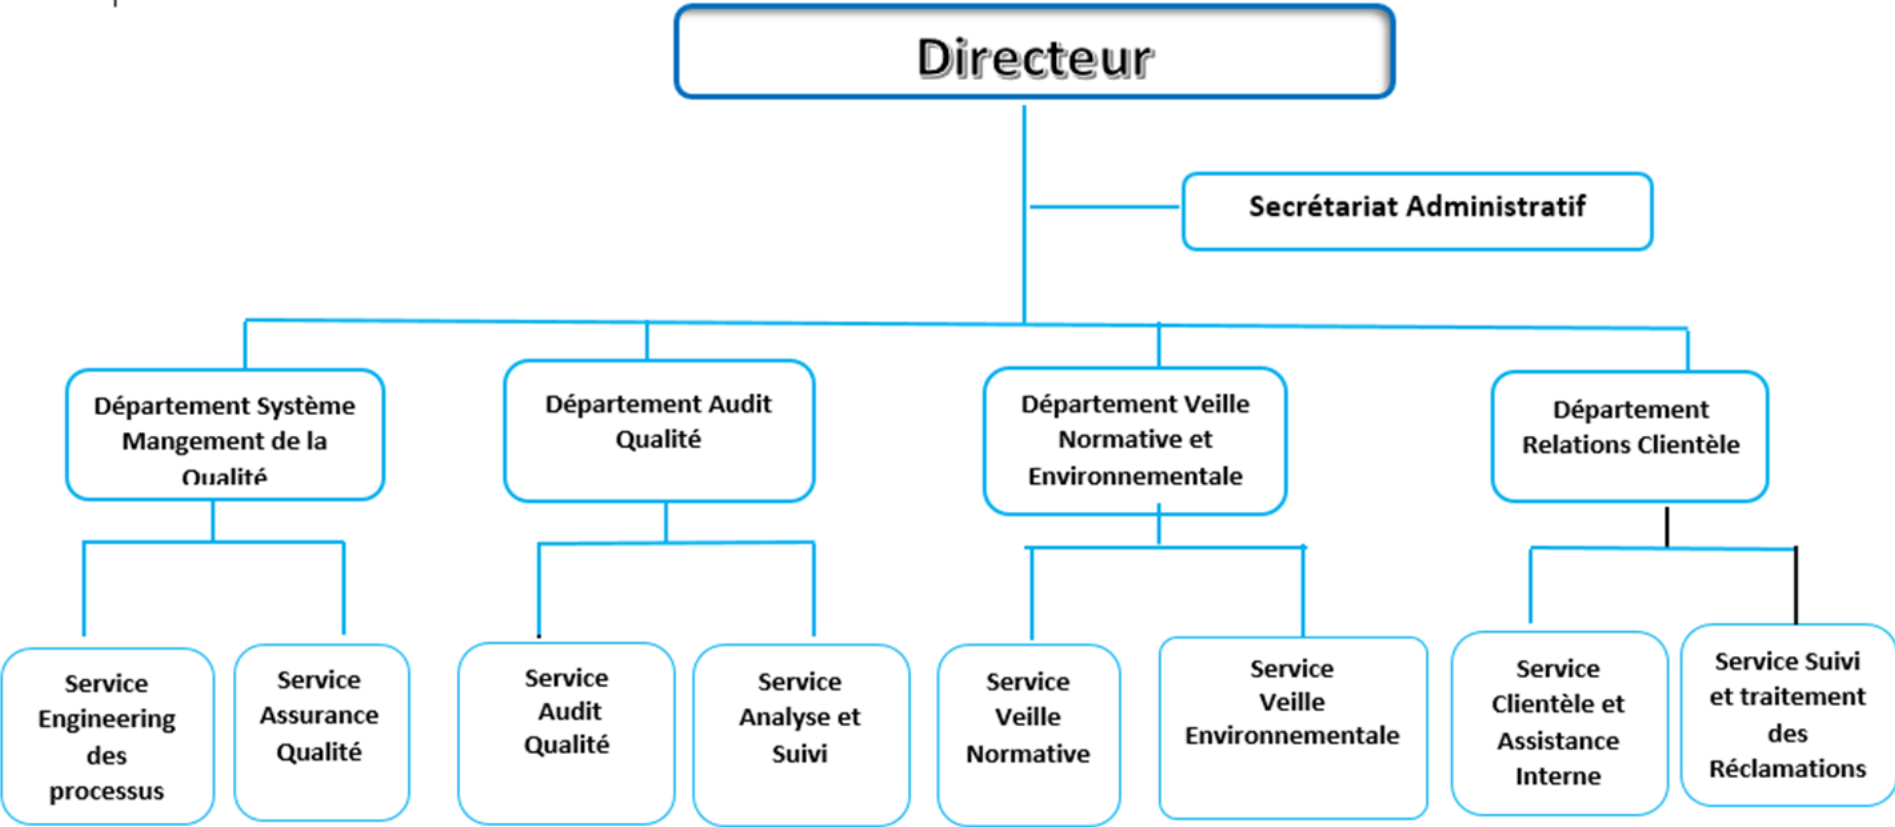 Directeur
Secrétariat Administratif
Département Système
Mangement de la
Qualité
Département Audit
Qualité
Département Veille
Normative et
Environnementale
Département
Relations Clientèle
Service
Engineering
des
processus
Service
Assurance
Qualité
Service
Audit
Qualité
Service
Analyse et
Suivi
Service
Veille
Normative
Service
Veille
Environnementale
Service
Clientèle et
Assistance
Interne
Service Suivi
et traitement
des
Réclamations